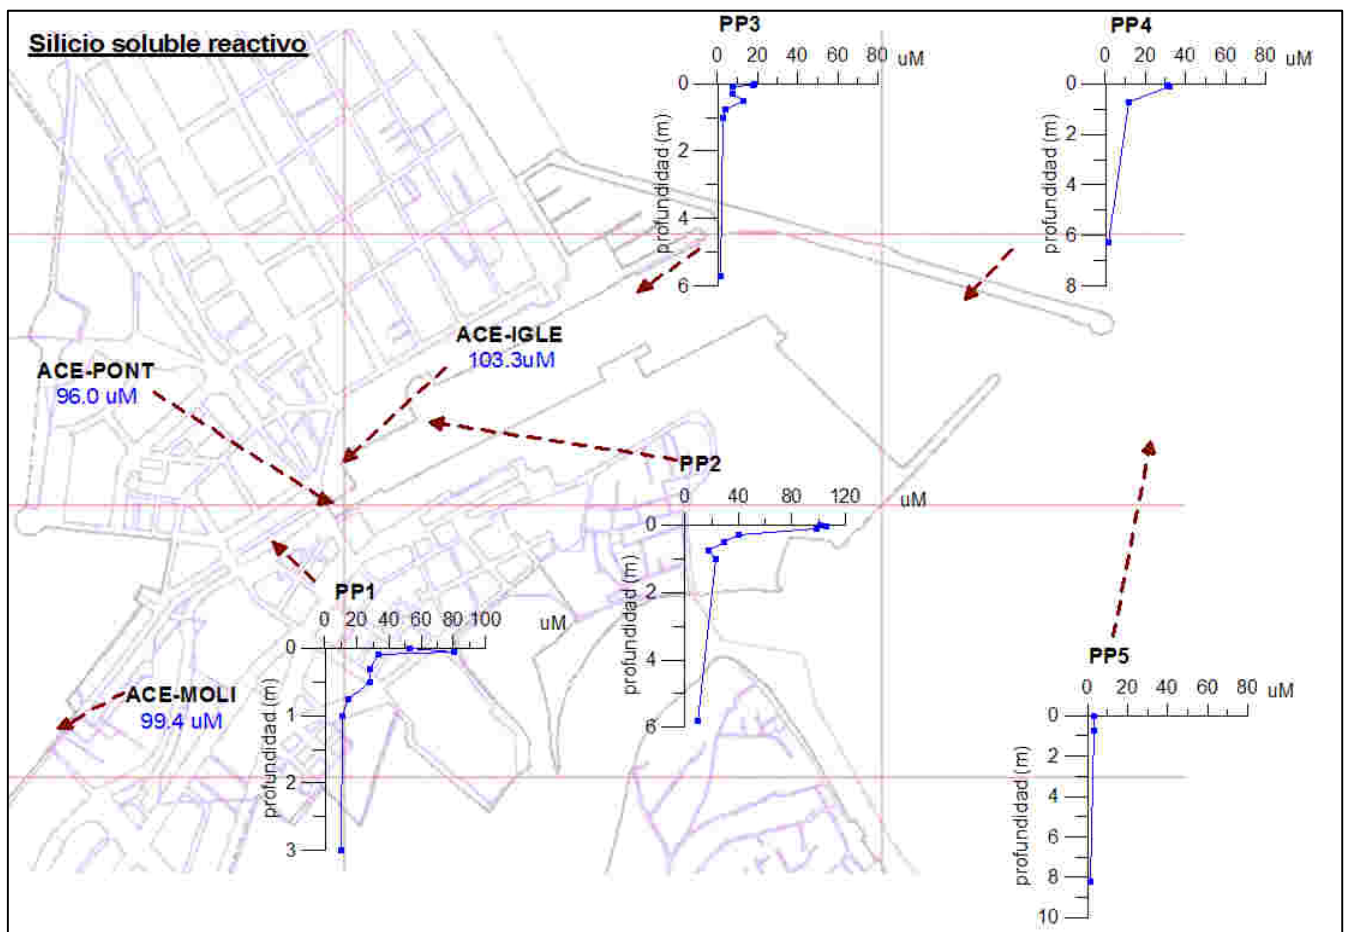 Silicio soluble reactivo
PP3
0 20 40 60 80 uM
0
2
4
6
profundidad (m)
PP4
0 20 40 60 80 uM
0
2
4
6
8
profundidad (m)
ACE-IGLE
103.3uM
ACE-PONT
96.0 uM
PP2
0 40 80 120 uM
0
2
4
6
profundidad (m)
PP1
0 20 40 60 80 100 uM
0
1
2
3
profundidad (m)
ACE-MOLI
99.4 uM
PP5
0 20 40 60 80 uM
0
2
4
6
8
10
profundidad (m)